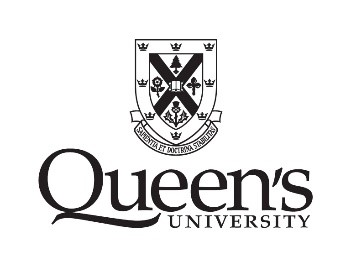 SAPIENTIA ET DOCTRINA STABILITAS
Queen's
UNIVERSITY